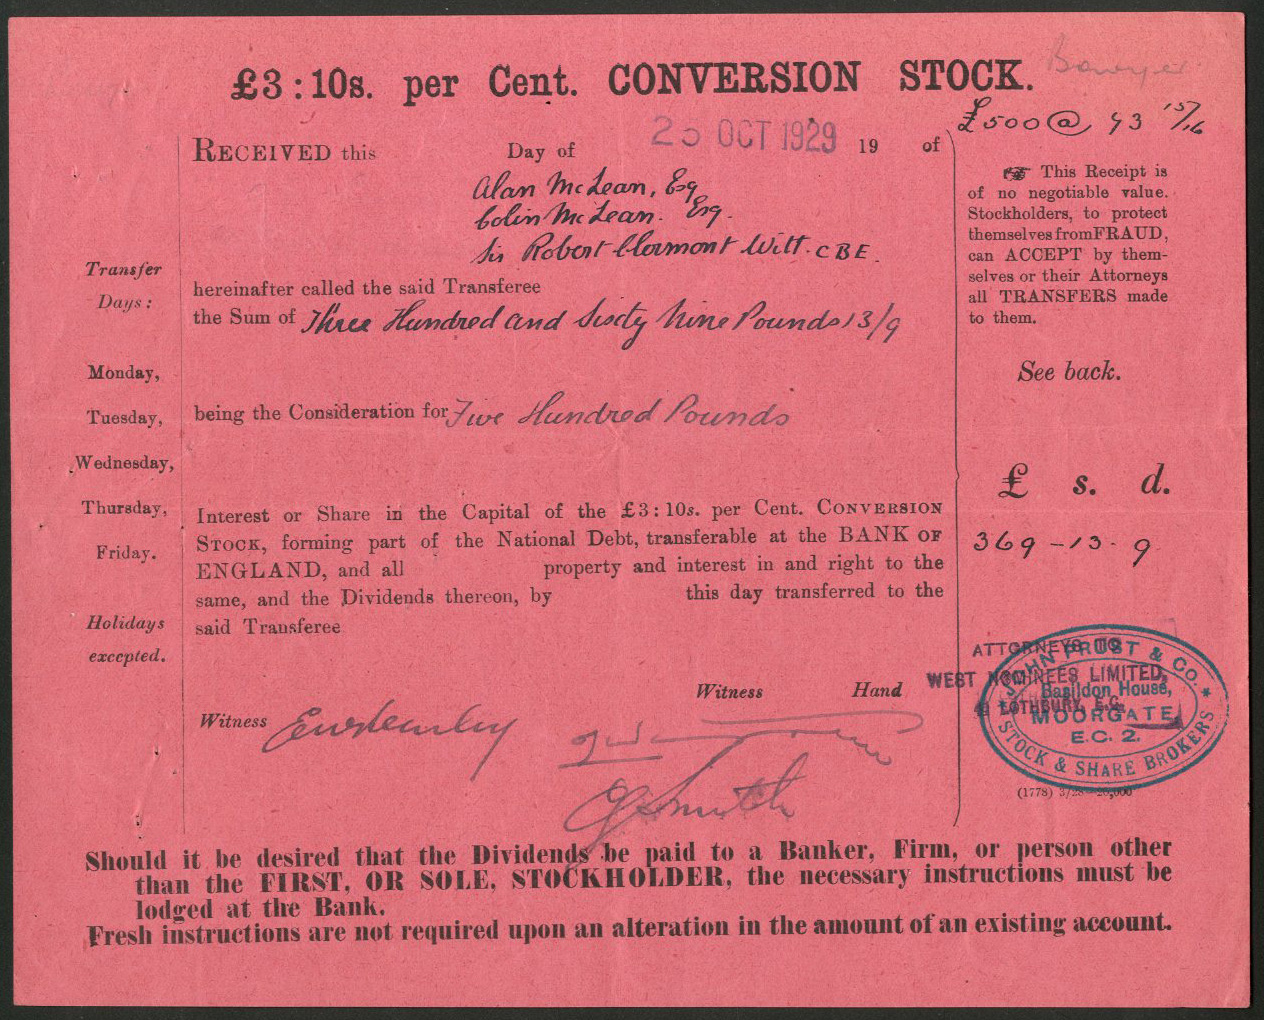 Bowyer
£3:10s. per Cent. CONVERSION STOCK.
£500 @ 93 15/16
RECEIVED this Day of 25 OCT 1929 19 of
Alan McLean, Esq
Colin McLean. Esq.
Sir Robert Clermont Witt. CBE.
hereinafter called the said Transferee
the Sum of Three Hundred and Sixty Nine Pounds 13/9
being the Consideration for Five Hundred Pounds
Interest or Share in the Capital of the £3:10s. per Cent. CONVERSION
STOCK, forming part of the National Debt, transferable at the BANK OF
ENGLAND, and all property and interest in and right to the
same, and the Dividends thereon, by this day transferred to the
said Transferee
Witness Hand
Witness
G Smith
Transfer
Days:
Monday,
Tuesday,
Wednesday,
Thursday,
Friday.
Holidays
excepted.
☞ This Receipt is
of no negotiable value.
Stockholders, to protect
themselves from FRAUD,
can ACCEPT by them-
selves or their Attorneys
all TRANSFERS made
to them.
See back.
£ s. d.
369-13-9
ATTORNEYS TO
WEST NOMINEES LIMITED,
LOTHBURY, E.C.
JOHN PRUST & CO.
Basildon House,
MOORGATE
E.C. 2.
STOCK & SHARE BROKERS
(1778) 3/28—20,000
Should it be desired that the Dividends be paid to a Banker, Firm, or person other
than the FIRST, OR SOLE, STOCKHOLDER, the necessary instructions must be
lodged at the Bank.
Fresh instructions are not required upon an alteration in the amount of an existing account.